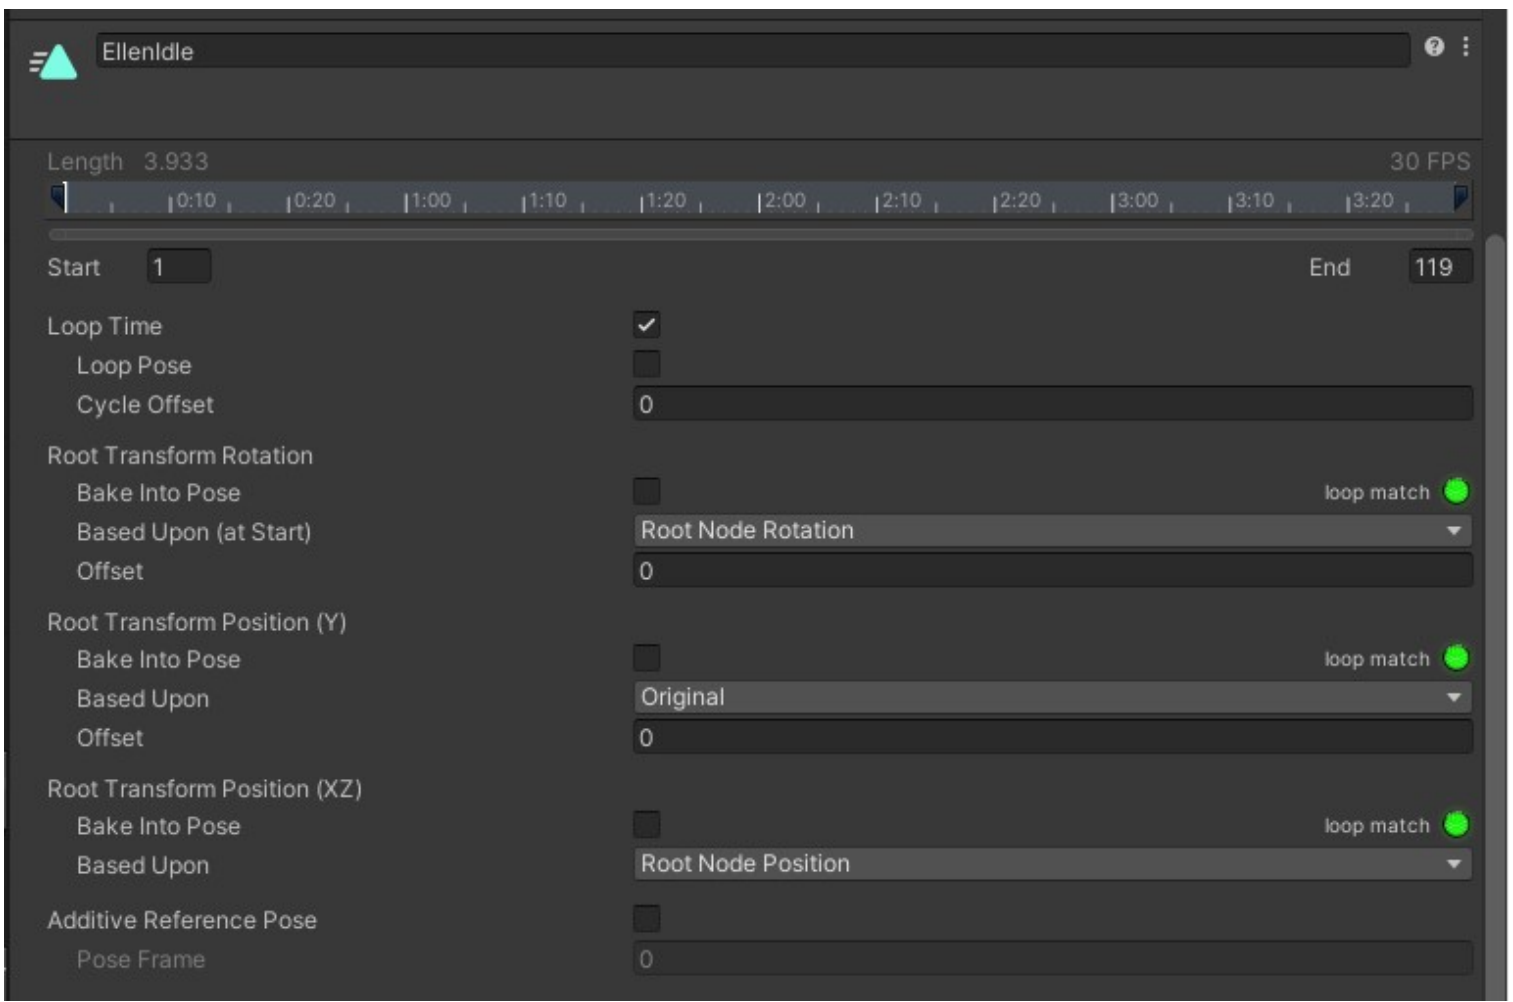 EllenIdle
Length 3.933 30 FPS
0:10 0:20 1:00 1:10 1:20 2:00 2:10 2:20 3:00 3:10 3:20
Start 1 End 119
Loop Time
Loop Pose
Cycle Offset 0
Root Transform Rotation
Bake Into Pose loop match
Based Upon (at Start) Root Node Rotation
Offset 0
Root Transform Position (Y)
Bake Into Pose loop match
Based Upon Original
Offset 0
Root Transform Position (XZ)
Bake Into Pose loop match
Based Upon Root Node Position
Additive Reference Pose
Pose Frame 0